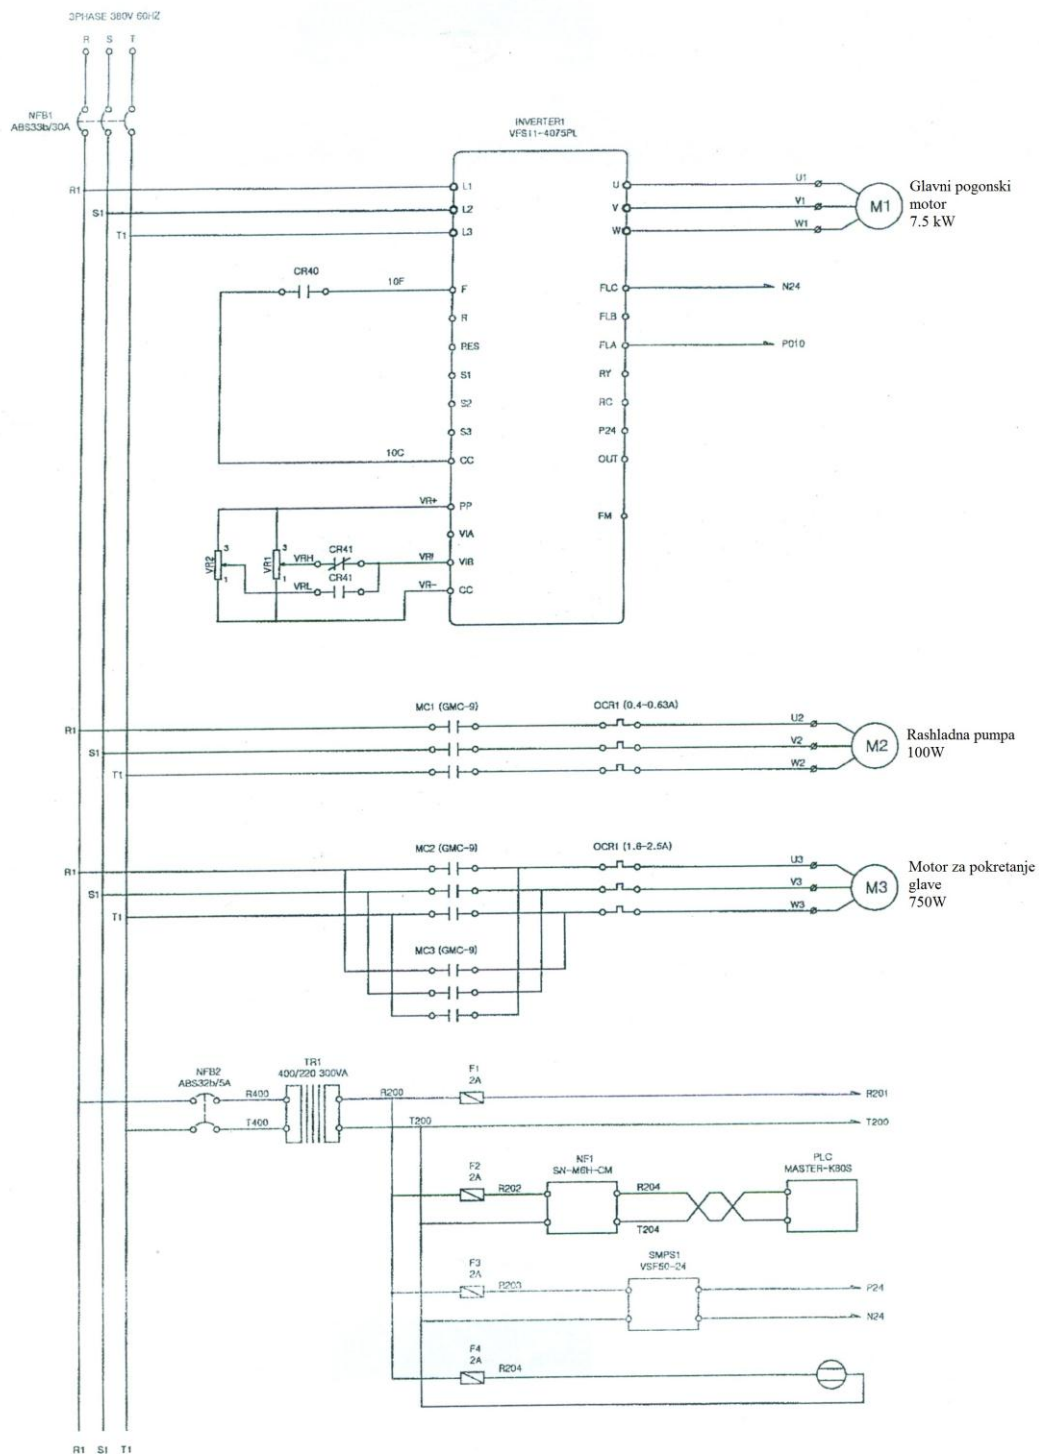 3PHASE 380V 60HZ
R S T
NFB1
ABS33b/30A
INVERTER1
VFS11-4075PL
R1 L1 U U1
S1 L2 V V1
T1 L3 W W1
M1
Glavni pogonski
motor
7.5 kW
CR40
10F F FLC N24
R FLB
RES FLA P010
S1 RY
S2 RC
S3 P24
10C CC OUT
VR+ PP FM
VIA
VR2 3 1
VR1 3 1
VRH CR41 VRI VIB
VRL CR41
VR- CC
MC1 (GMC-9) OCR1 (0.4-0.63A)
R1 U2
S1 V2
T1 W2
M2
Rashladna pumpa
100W
MC2 (GMC-9) OCR1 (1.6-2.5A)
R1 U3
S1 V3
T1 W3
M3
Motor za pokretanje
glave
750W
MC3 (GMC-9)
NFB2
ABS32b/5A
TR1
400/220 300VA
R400
T400
R200
T200
F1
2A
R201
T200
F2
2A
R202
NF1
SN-M6H-CM
R204
T204
PLC
MASTER-K80S
F3
2A
R203
SMPS1
VSF50-24
P24
N24
F4
2A
R204
R1 S1 T1